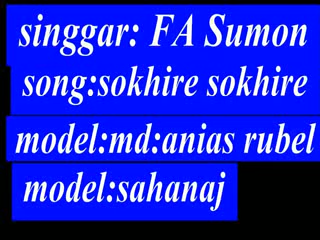 singgar: FA Sumon
song:sokhire sokhire
model:md:anias rubel
model:sahanaj